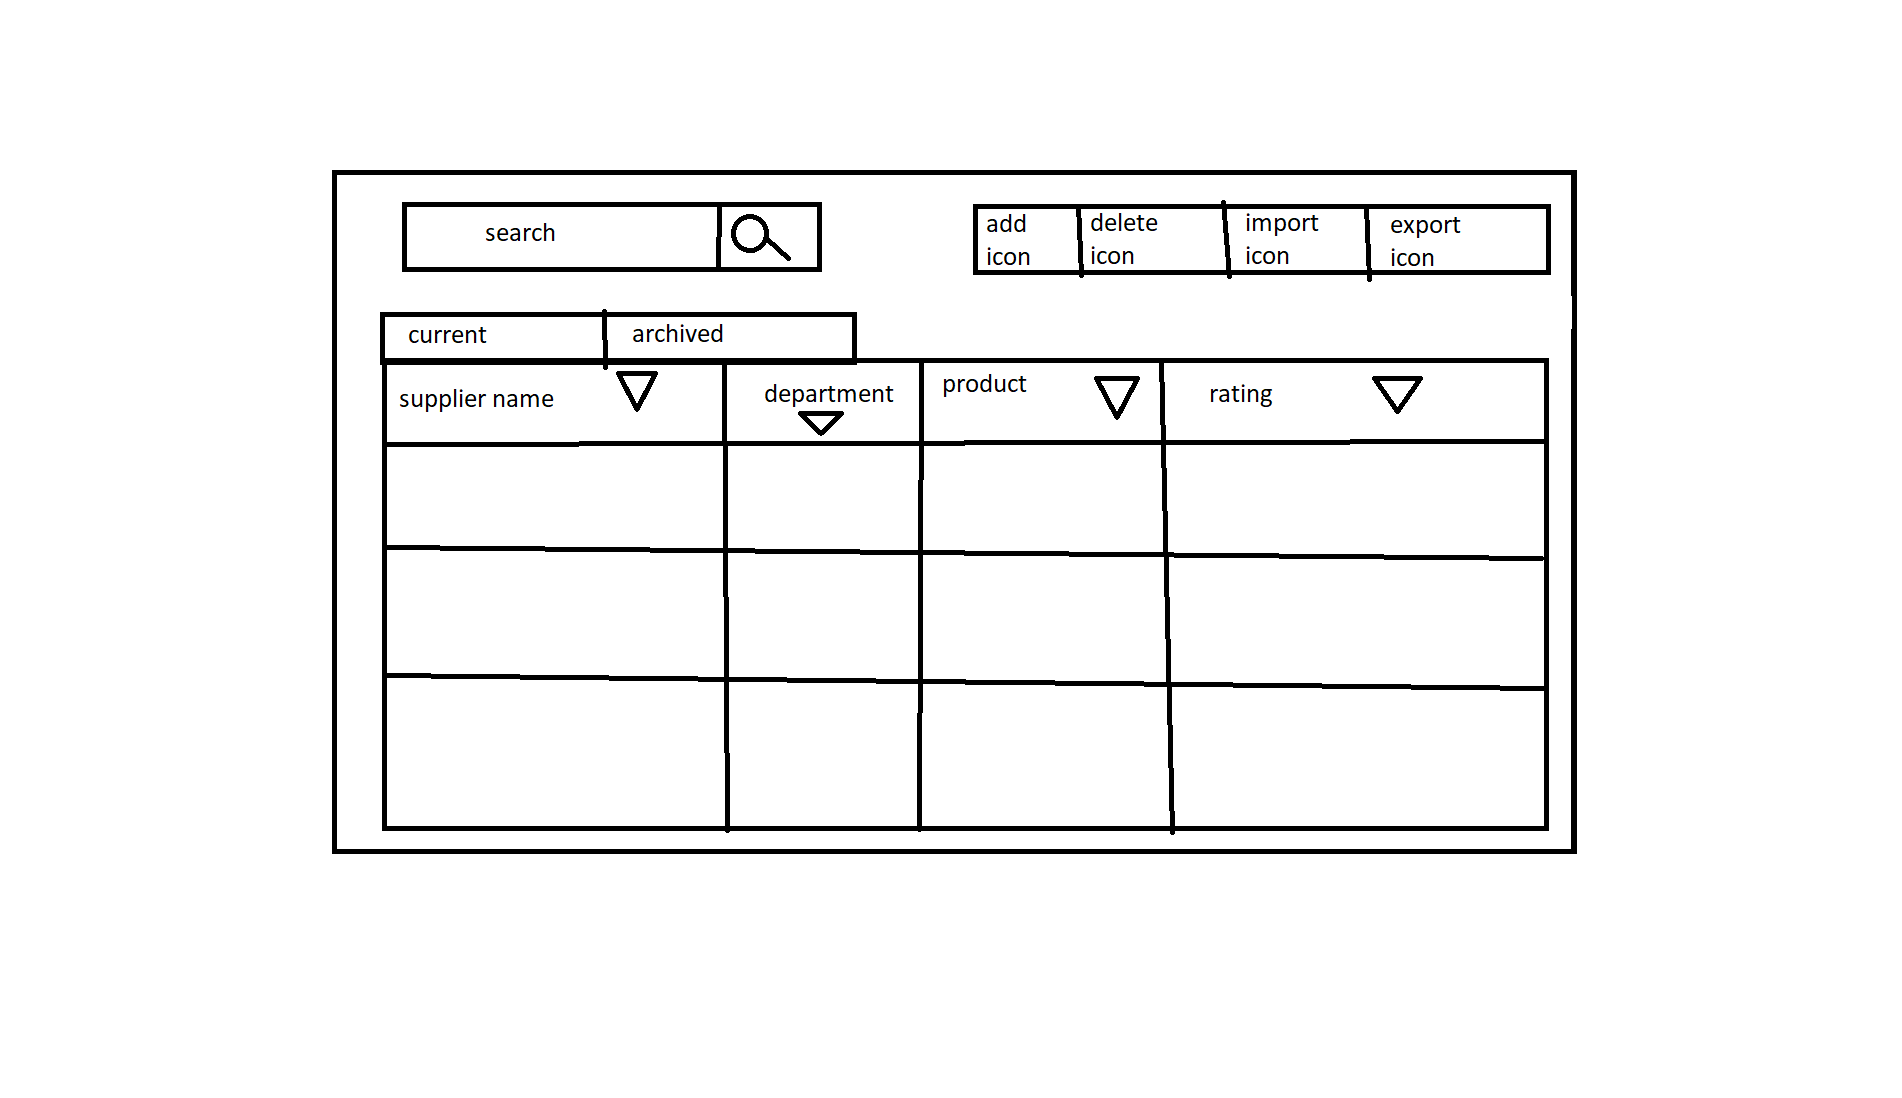 search
add
icon
delete
icon
import
icon
export
icon
current
archived
supplier name
department
product
rating